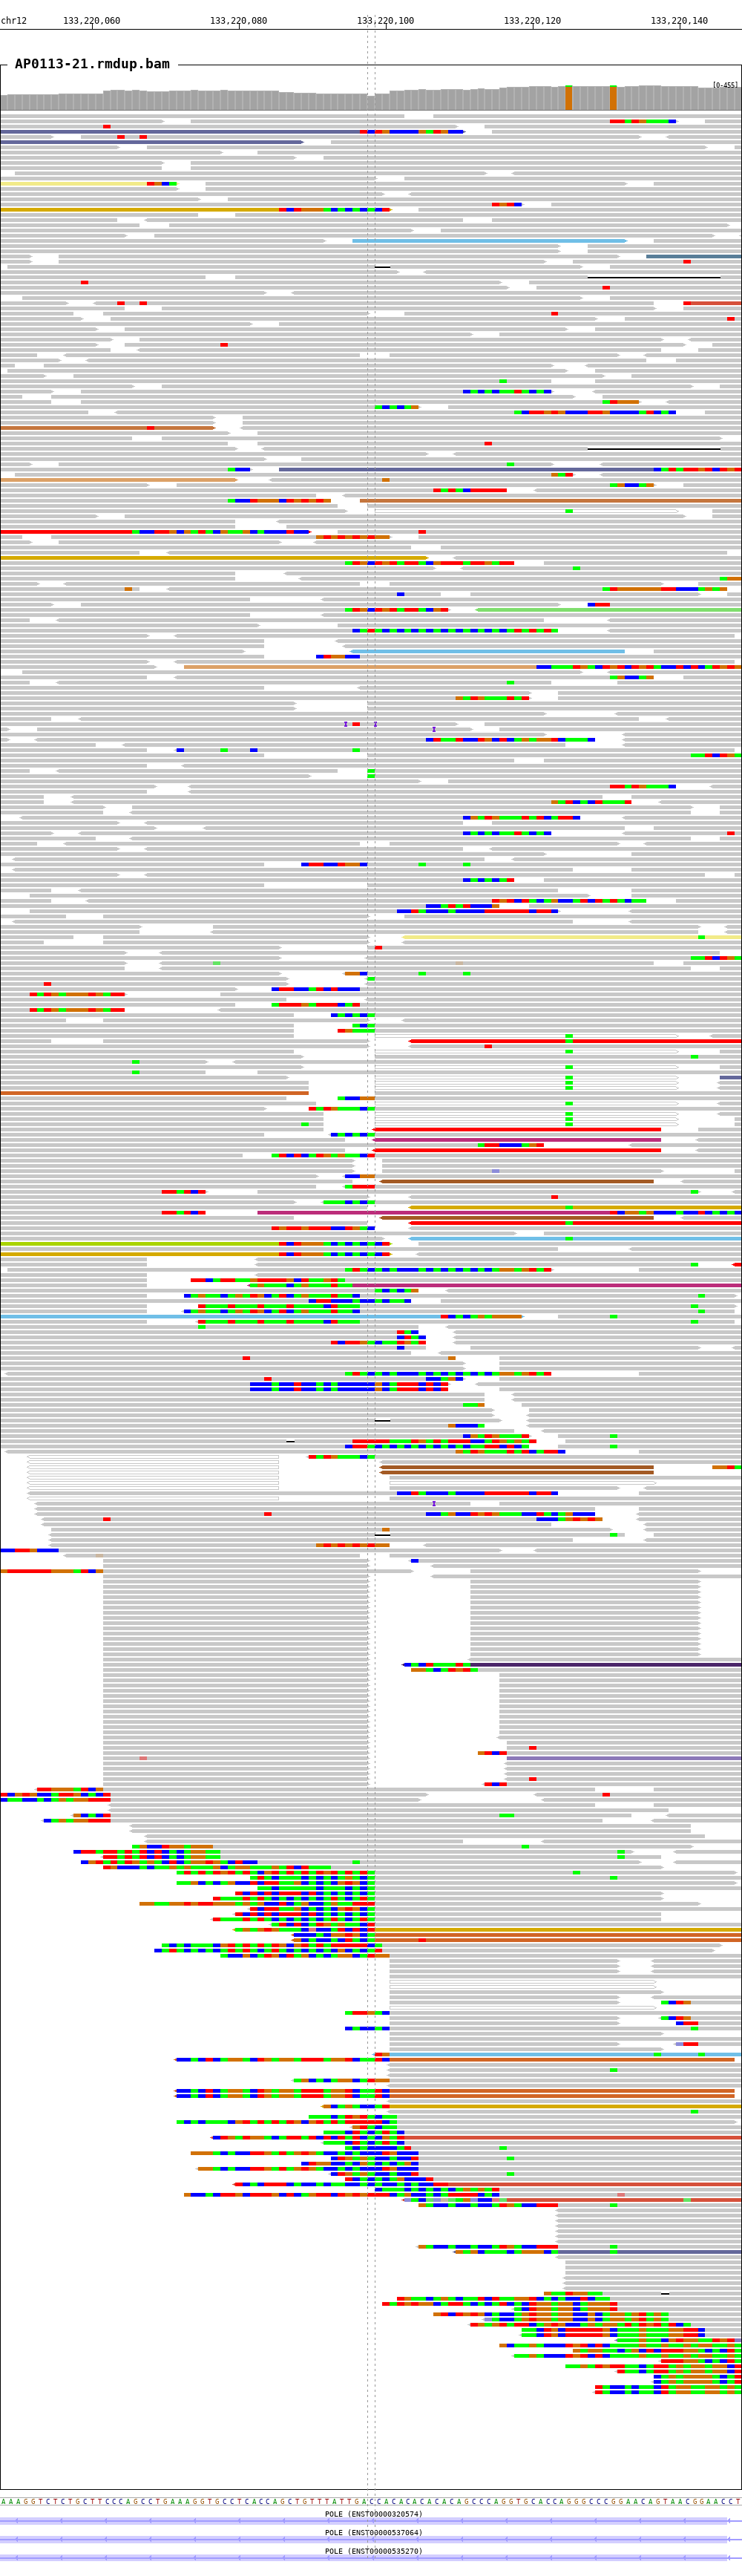 chr12 133,220,060 133,220,080 133,220,100 133,220,120 133,220,140
AP0113-21.rmdup.bam
[0-455]
I I
I
I
AAAGGTCTCTGCTTCCCAGCCTGAAAGGTGCCTCACCAGCTGTTTATTGACCACACACACACAGCCCAGGTGCACCAGGGCCCGGAACAGTAACGGAACCT
POLE (ENST00000320574)
POLE (ENST00000537064)
POLE (ENST00000535270)